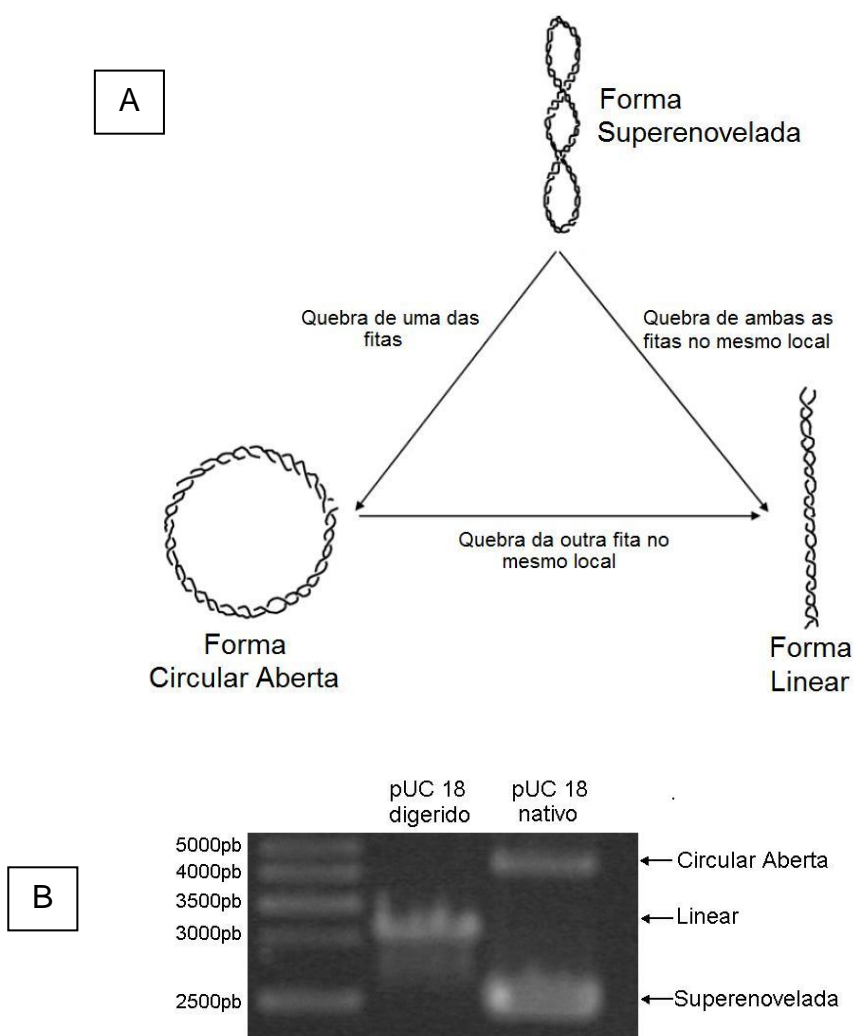 A
Forma
Superenovelada
Quebra de uma das
fitas
Quebra de ambas as
fitas no mesmo local
Quebra da outra fita no
mesmo local
Forma
Circular Aberta
Forma
Linear
B
pUC 18
digerido
pUC 18
nativo
5000pb
4000pb
3500pb
3000pb
2500pb
Circular Aberta
Linear
Superenovelada